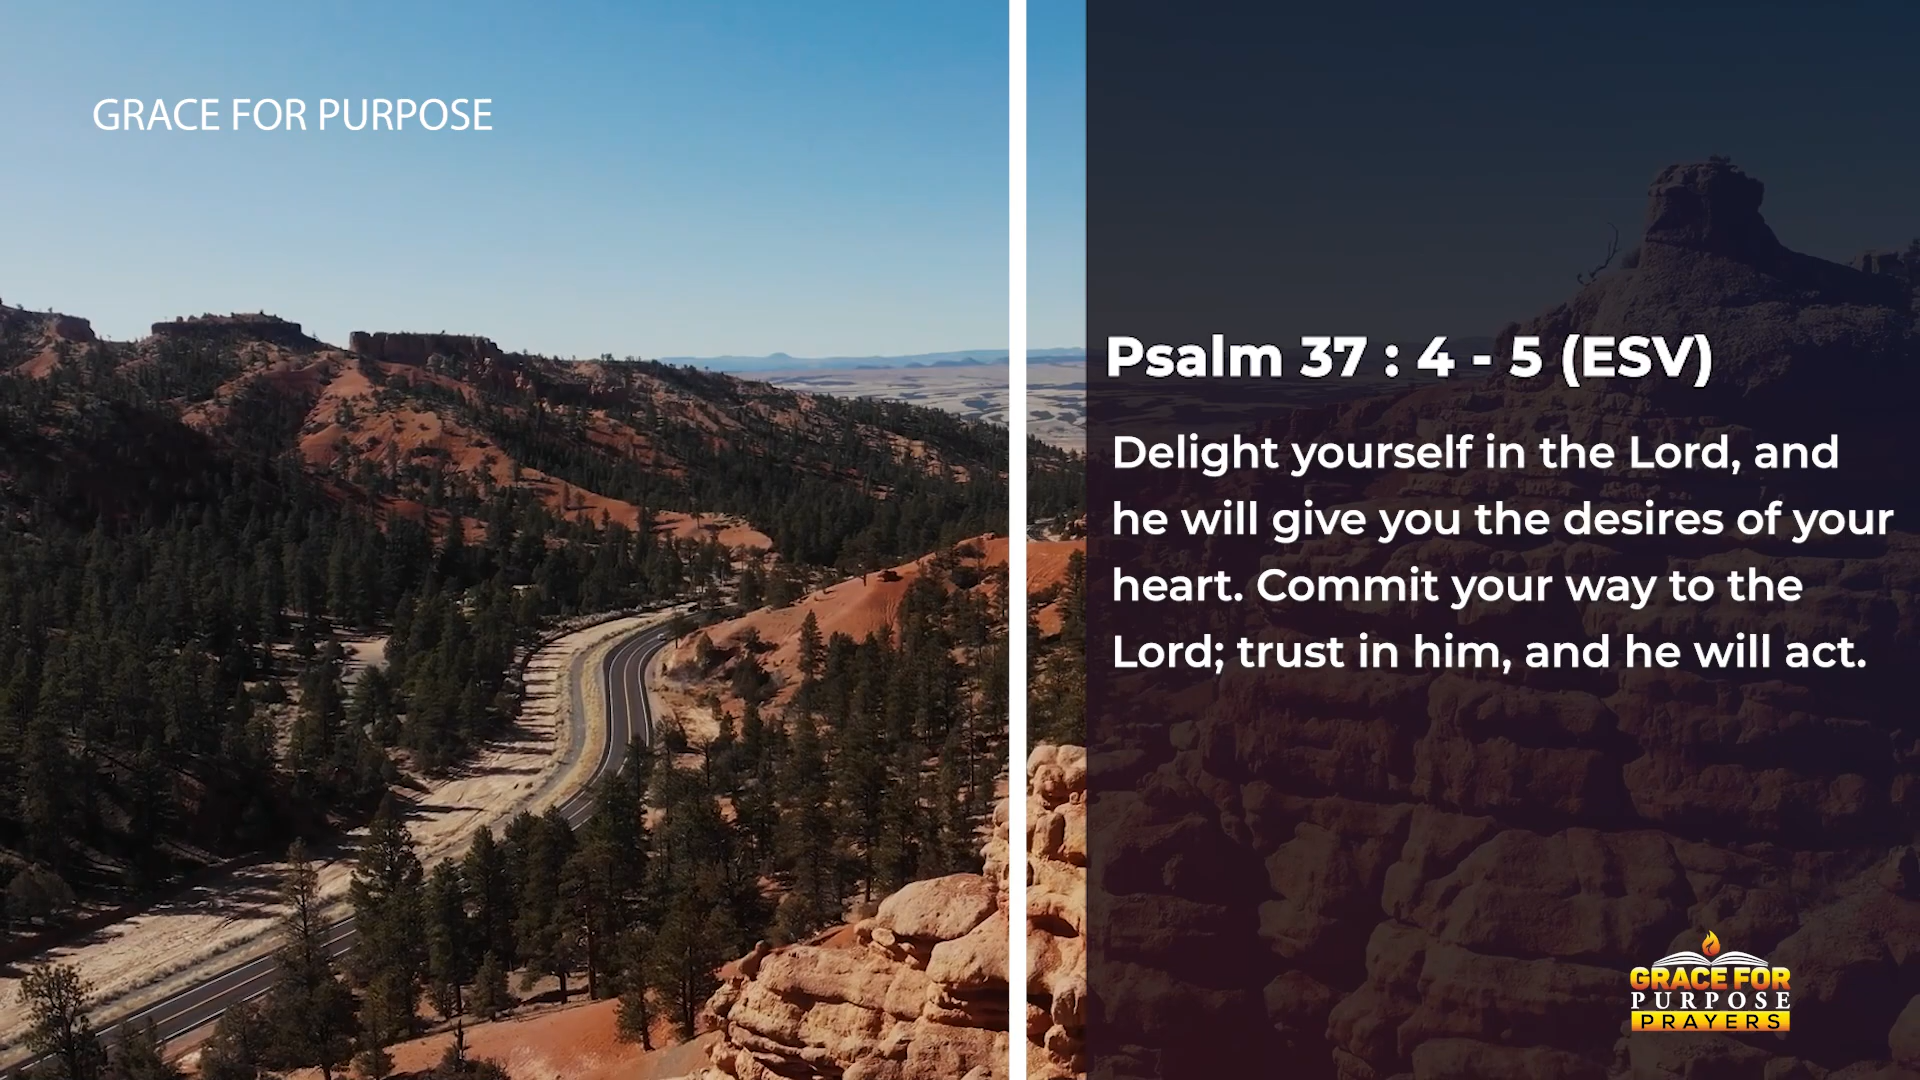 GRACE FOR PURPOSE
Psalm 37 : 4 - 5 (ESV)
Delight yourself in the Lord, and
he will give you the desires of your
heart. Commit your way to the
Lord; trust in him, and he will act.
GRACE FOR
PURPOSE
PRAYERS